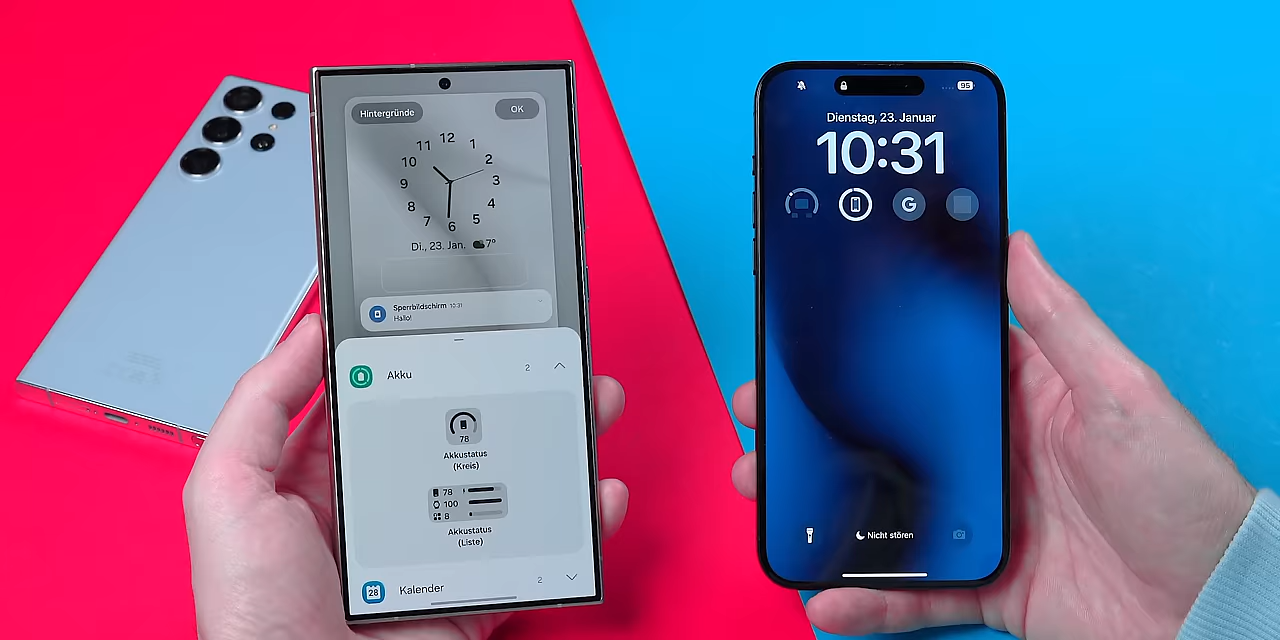 Hintergründe
OK
12
11
1
10
2
9
3
8
4
7
5
6
Di., 23. Jan. 7°
Sperrbildschirm 10:31
Hallo!
Akku 2
78
Akkustatus
(Kreis)
78
100
8
Akkustatus
(Liste)
28 Kalender 2
95
Dienstag, 23. Januar
10:31
G
Nicht stören